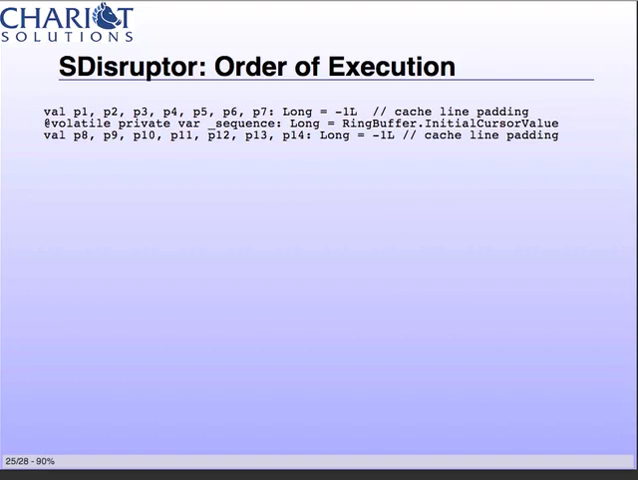 CHARIOT
SOLUTIONS
SDisruptor: Order of Execution
val p1, p2, p3, p4, p5, p6, p7: Long = -1L  // cache line padding
@volatile private var _sequence: Long = RingBuffer.InitialCursorValue
val p8, p9, p10, p11, p12, p13, p14: Long = -1L // cache line padding
25/28 - 90%